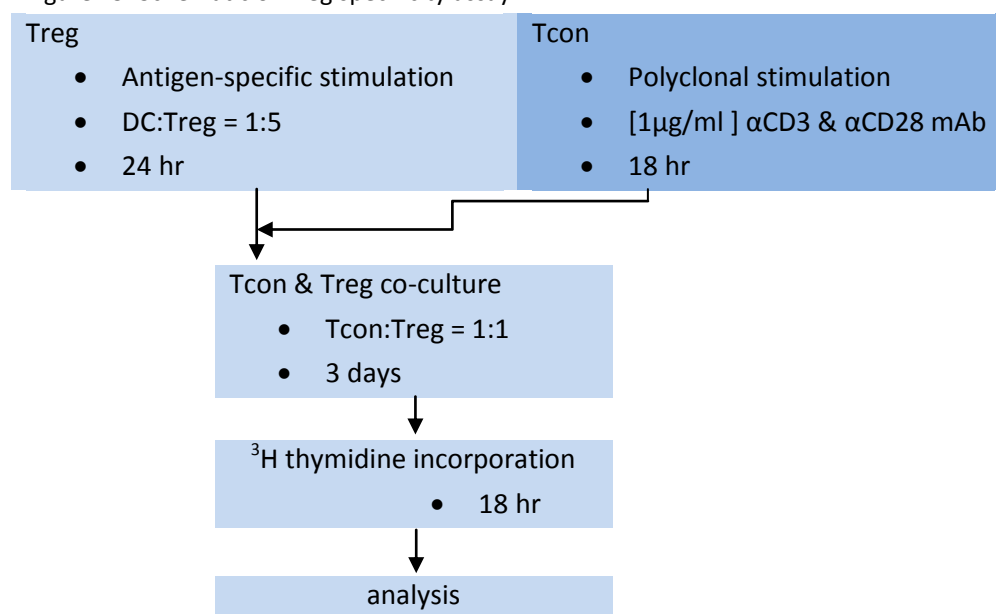 Treg
• Antigen-specific stimulation
• DC:Treg = 1:5
• 24 hr
Tcon
• Polyclonal stimulation
• [1µg/ml ] αCD3 & αCD28 mAb
• 18 hr
Tcon & Treg co-culture
• Tcon:Treg = 1:1
• 3 days
³H thymidine incorporation
• 18 hr
analysis